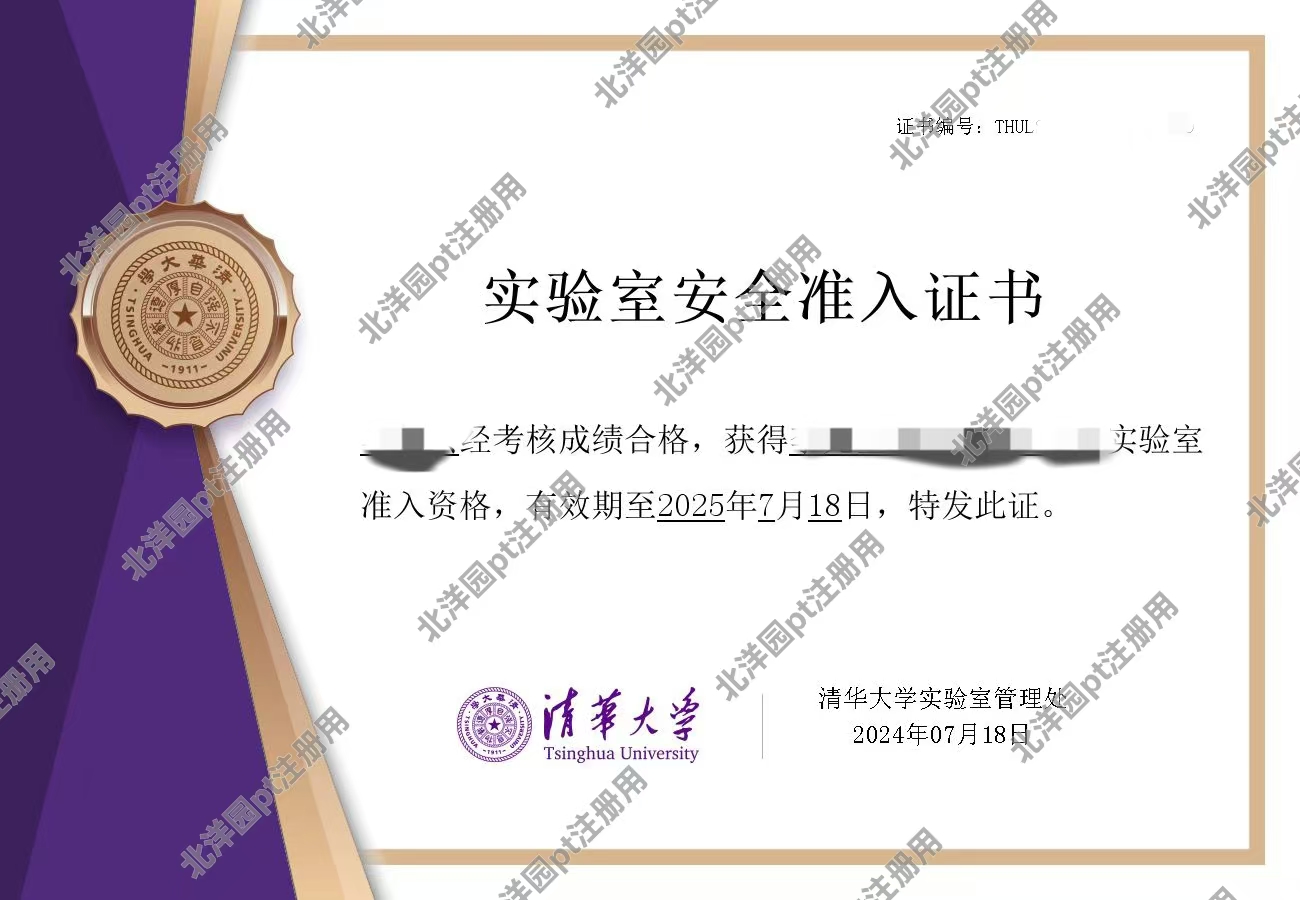 证书编号：THUL
清華大學
TSINGHUA UNIVERSITY
自强不息
厚德載物
-1911-
实验室安全准入证书
经考核成绩合格，获得 实验室
准入资格，有效期至2025年7月18日，特发此证。
清華大学
Tsinghua University
清华大学实验室管理处
2024年07月18日
北洋园pt注册用